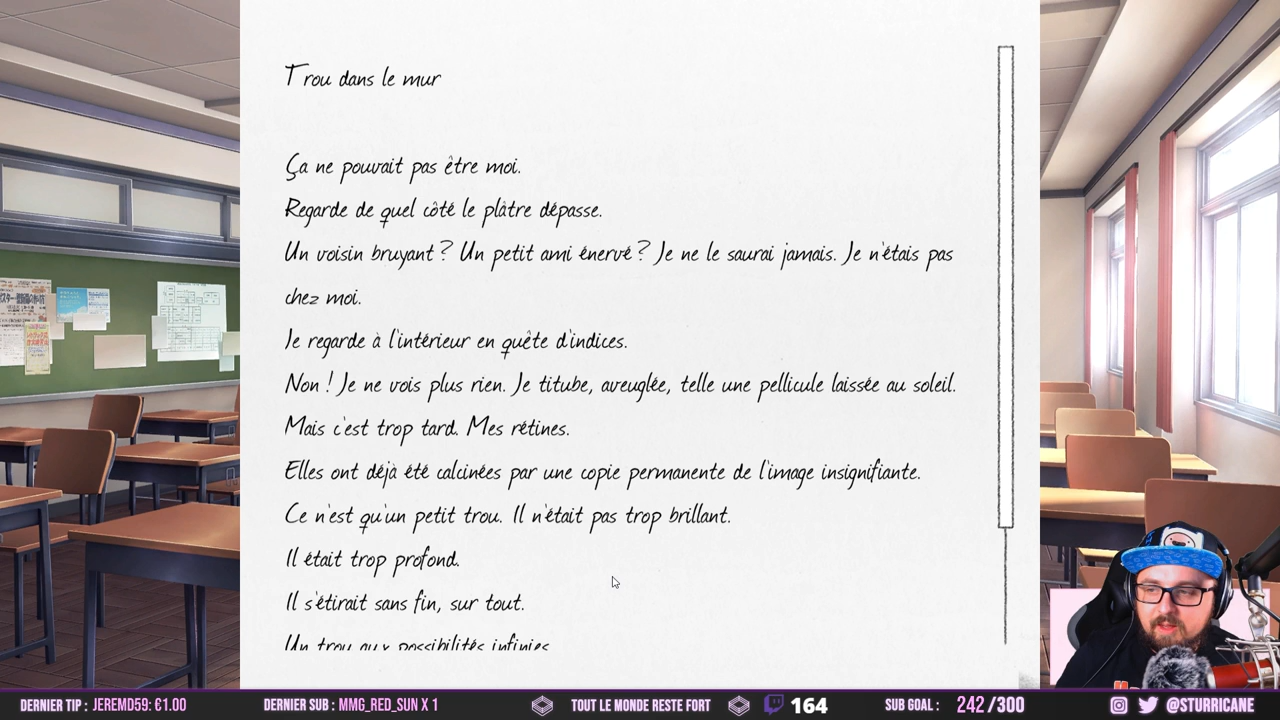 Trou dans le mur
Ça ne pouvait pas être moi.
Regarde de quel côté le plâtre dépasse.
Un voisin bruyant ? Un petit ami énervé ? Je ne le saurai jamais. Je n'étais pas
chez moi.
Je regarde à l'intérieur en quête d'indices.
Non ! Je ne vois plus rien. Je titube, aveuglée, telle une pellicule laissée au soleil.
Mais c'est trop tard. Mes rétines.
Elles ont déjà été calcinées par une copie permanente de l'image insignifiante.
Ce n'est qu'un petit trou. Il n'était pas trop brillant.
Il était trop profond.
Il s'étirait sans fin, sur tout.
Un trou aux possibilités infinies
DERNIER TIP : JEREMD59: €1.00
DERNIER SUB : MMG_RED_SUN X 1
TOUT LE MONDE RESTE FORT
164
SUB GOAL : 242/300
@STURRICANE